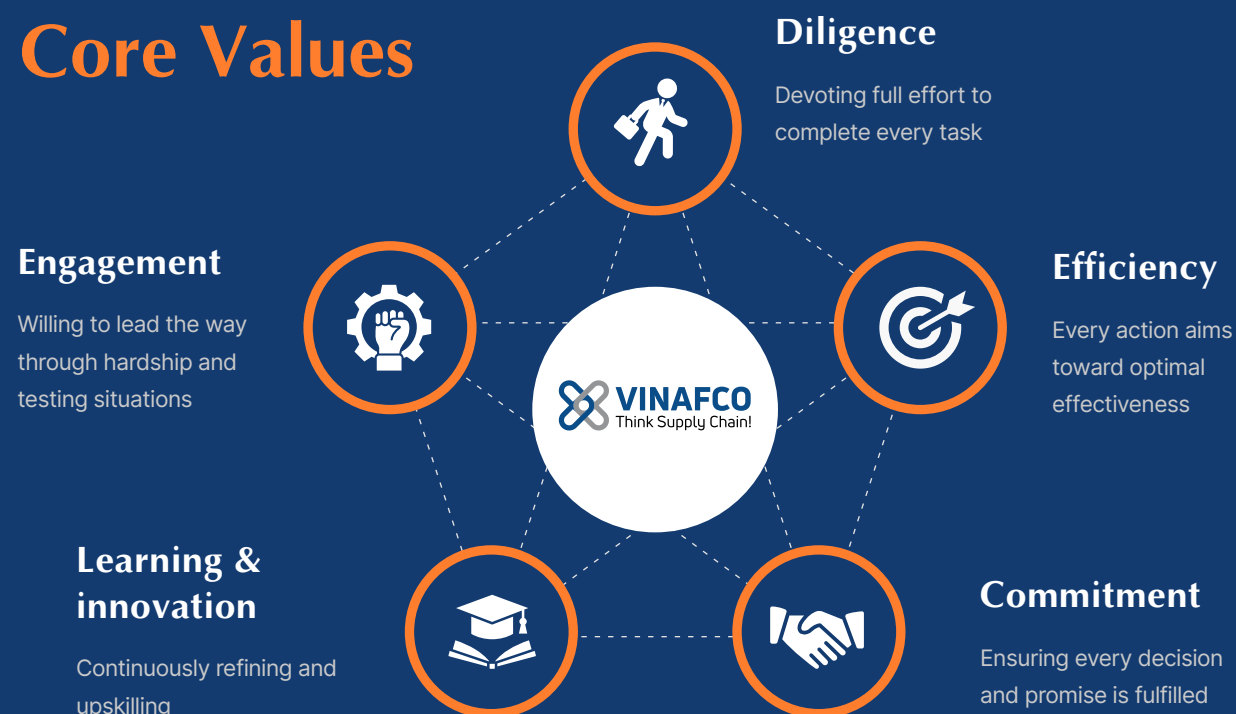 Core Values
Diligence
Devoting full effort to
complete every task
Engagement
Willing to lead the way
through hardship and
testing situations
Efficiency
Every action aims
toward optimal
effectiveness
VINAFCO
Think Supply Chain!
Learning &
innovation
Continuously refining and
upskilling
Commitment
Ensuring every decision
and promise is fulfilled